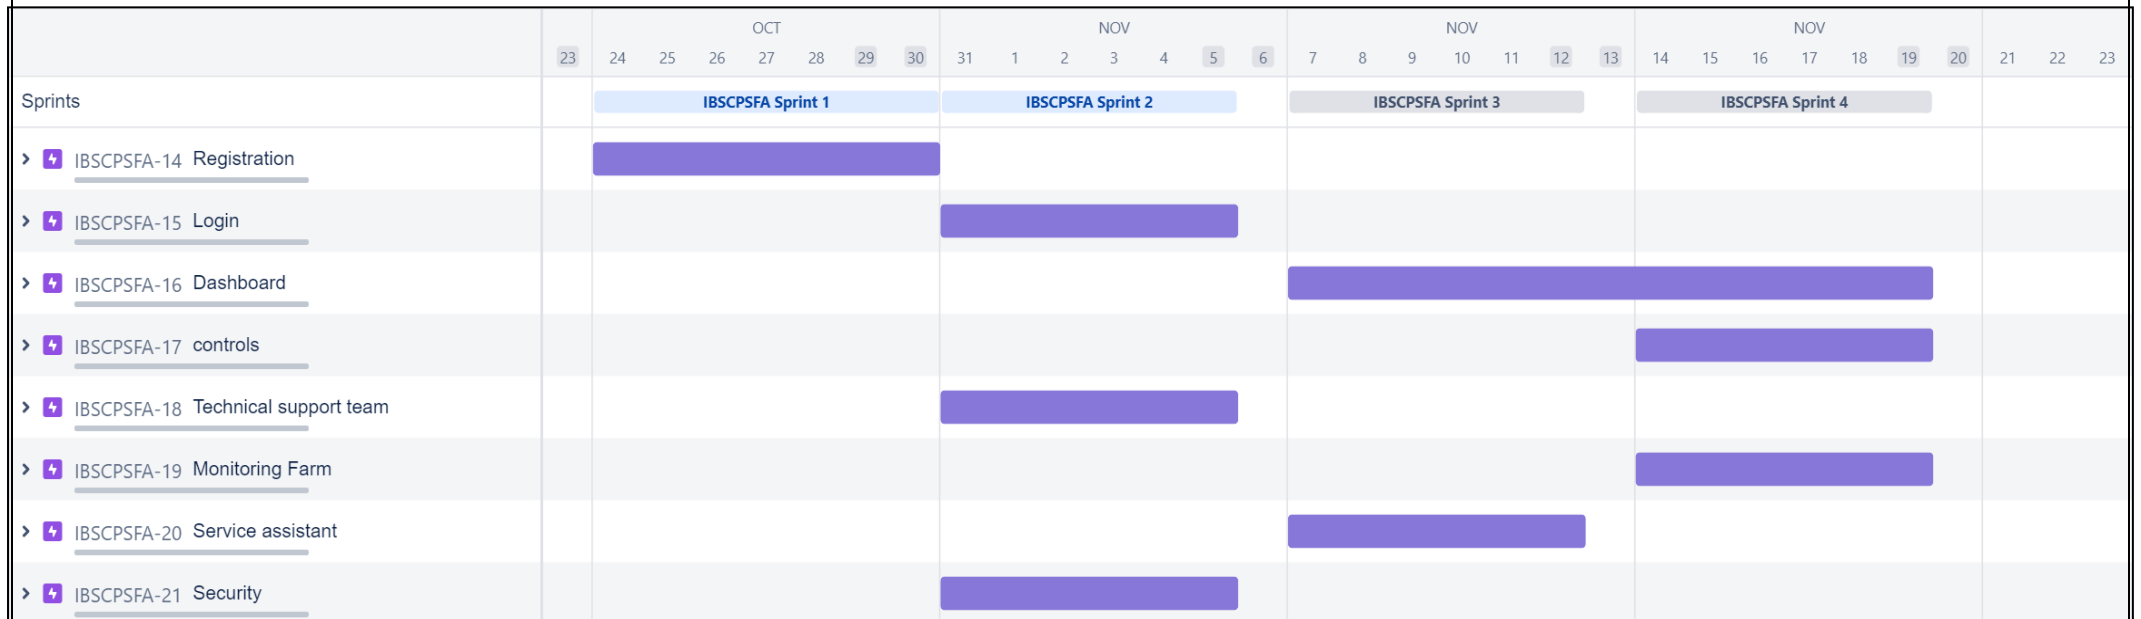 OCT NOV NOV NOV
23 24 25 26 27 28 29 30 31 1 2 3 4 5 6 7 8 9 10 11 12 13 14 15 16 17 18 19 20 21 22 23
Sprints IBSCPSFA Sprint 1 IBSCPSFA Sprint 2 IBSCPSFA Sprint 3 IBSCPSFA Sprint 4
IBSCPSFA-14 Registration
IBSCPSFA-15 Login
IBSCPSFA-16 Dashboard
IBSCPSFA-17 controls
IBSCPSFA-18 Technical support team
IBSCPSFA-19 Monitoring Farm
IBSCPSFA-20 Service assistant
IBSCPSFA-21 Security